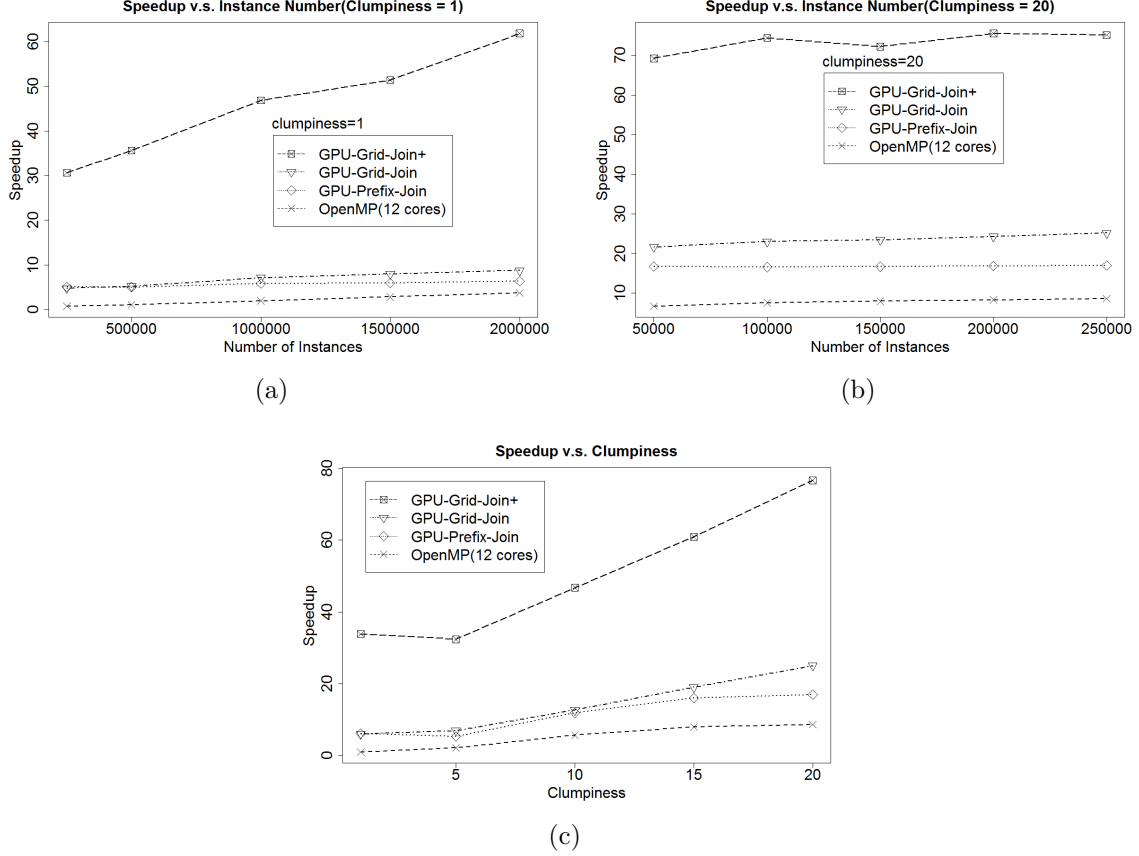 Speedup v.s. Instance Number(Clumpiness = 1)
Speedup
60
50
40
30
20
10
0
clumpiness=1
GPU-Grid-Join+
GPU-Grid-Join
GPU-Prefix-Join
OpenMP(12 cores)
500000 1000000 1500000 2000000
Number of Instances
(a)
Speedup v.s. Instance Number(Clumpiness = 20)
Speedup
70
60
50
40
30
20
10
clumpiness=20
GPU-Grid-Join+
GPU-Grid-Join
GPU-Prefix-Join
OpenMP(12 cores)
50000 100000 150000 200000 250000
Number of Instances
(b)
Speedup v.s. Clumpiness
Speedup
80
60
40
20
0
GPU-Grid-Join+
GPU-Grid-Join
GPU-Prefix-Join
OpenMP(12 cores)
5 10 15 20
Clumpiness
(c)